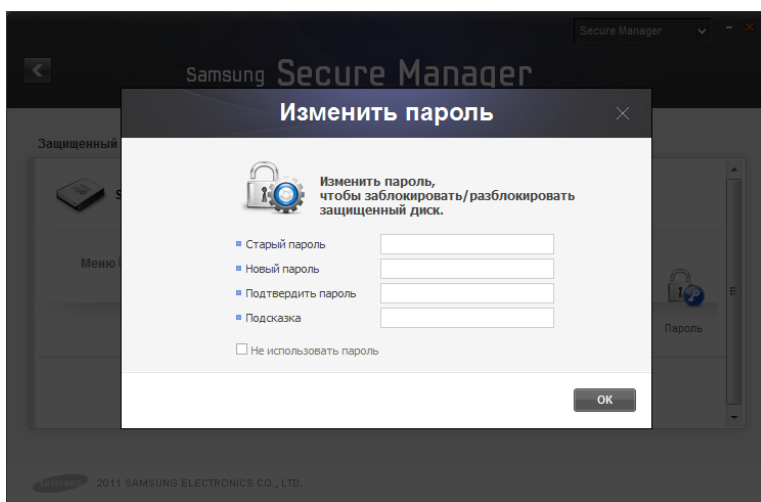 Secure Manager
Samsung Secure Manager
Изменить пароль
Защищенный
Изменить пароль,
чтобы заблокировать/разблокировать
защищенный диск.
S
Старый пароль
Меню
Новый пароль
Подтвердить пароль
Подсказка
Пароль
Не использовать пароль
OK
SAMSUNG 2011 SAMSUNG ELECTRONICS CO., LTD.